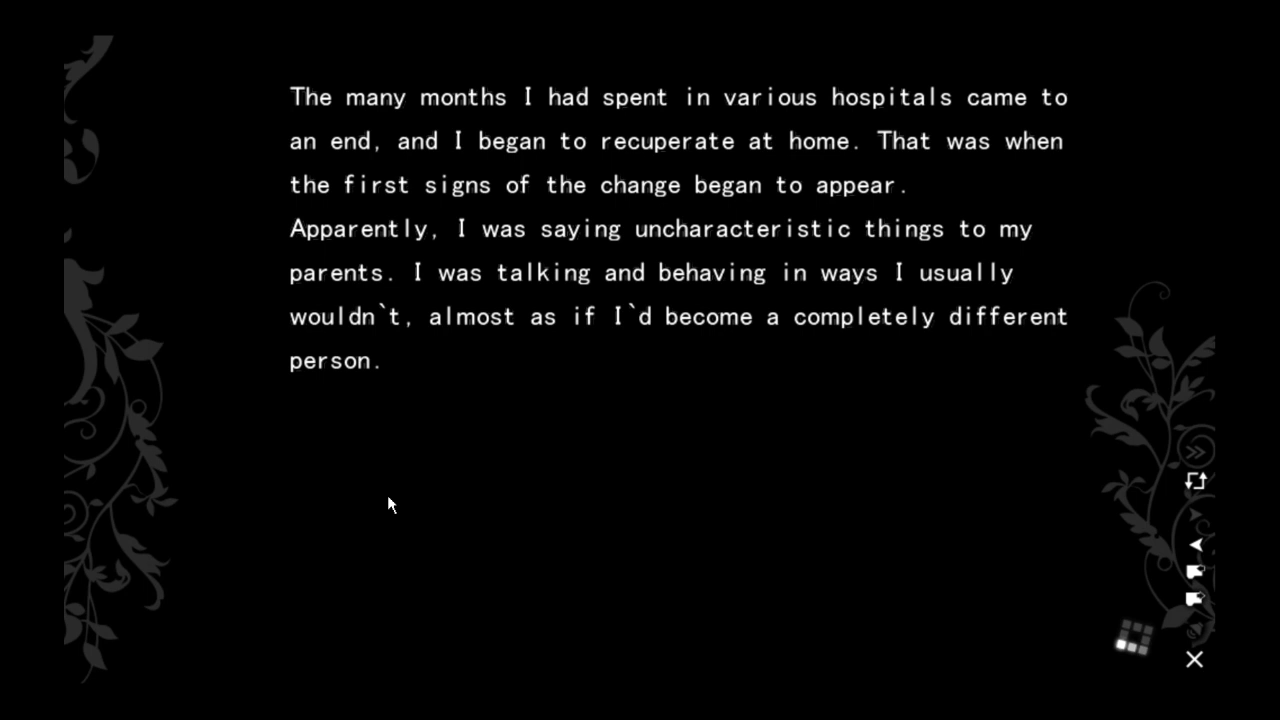 The many months I had spent in various hospitals came to
an end, and I began to recuperate at home. That was when
the first signs of the change began to appear.
Apparently, I was saying uncharacteristic things to my
parents. I was talking and behaving in ways I usually
wouldn`t, almost as if I`d become a completely different
person.